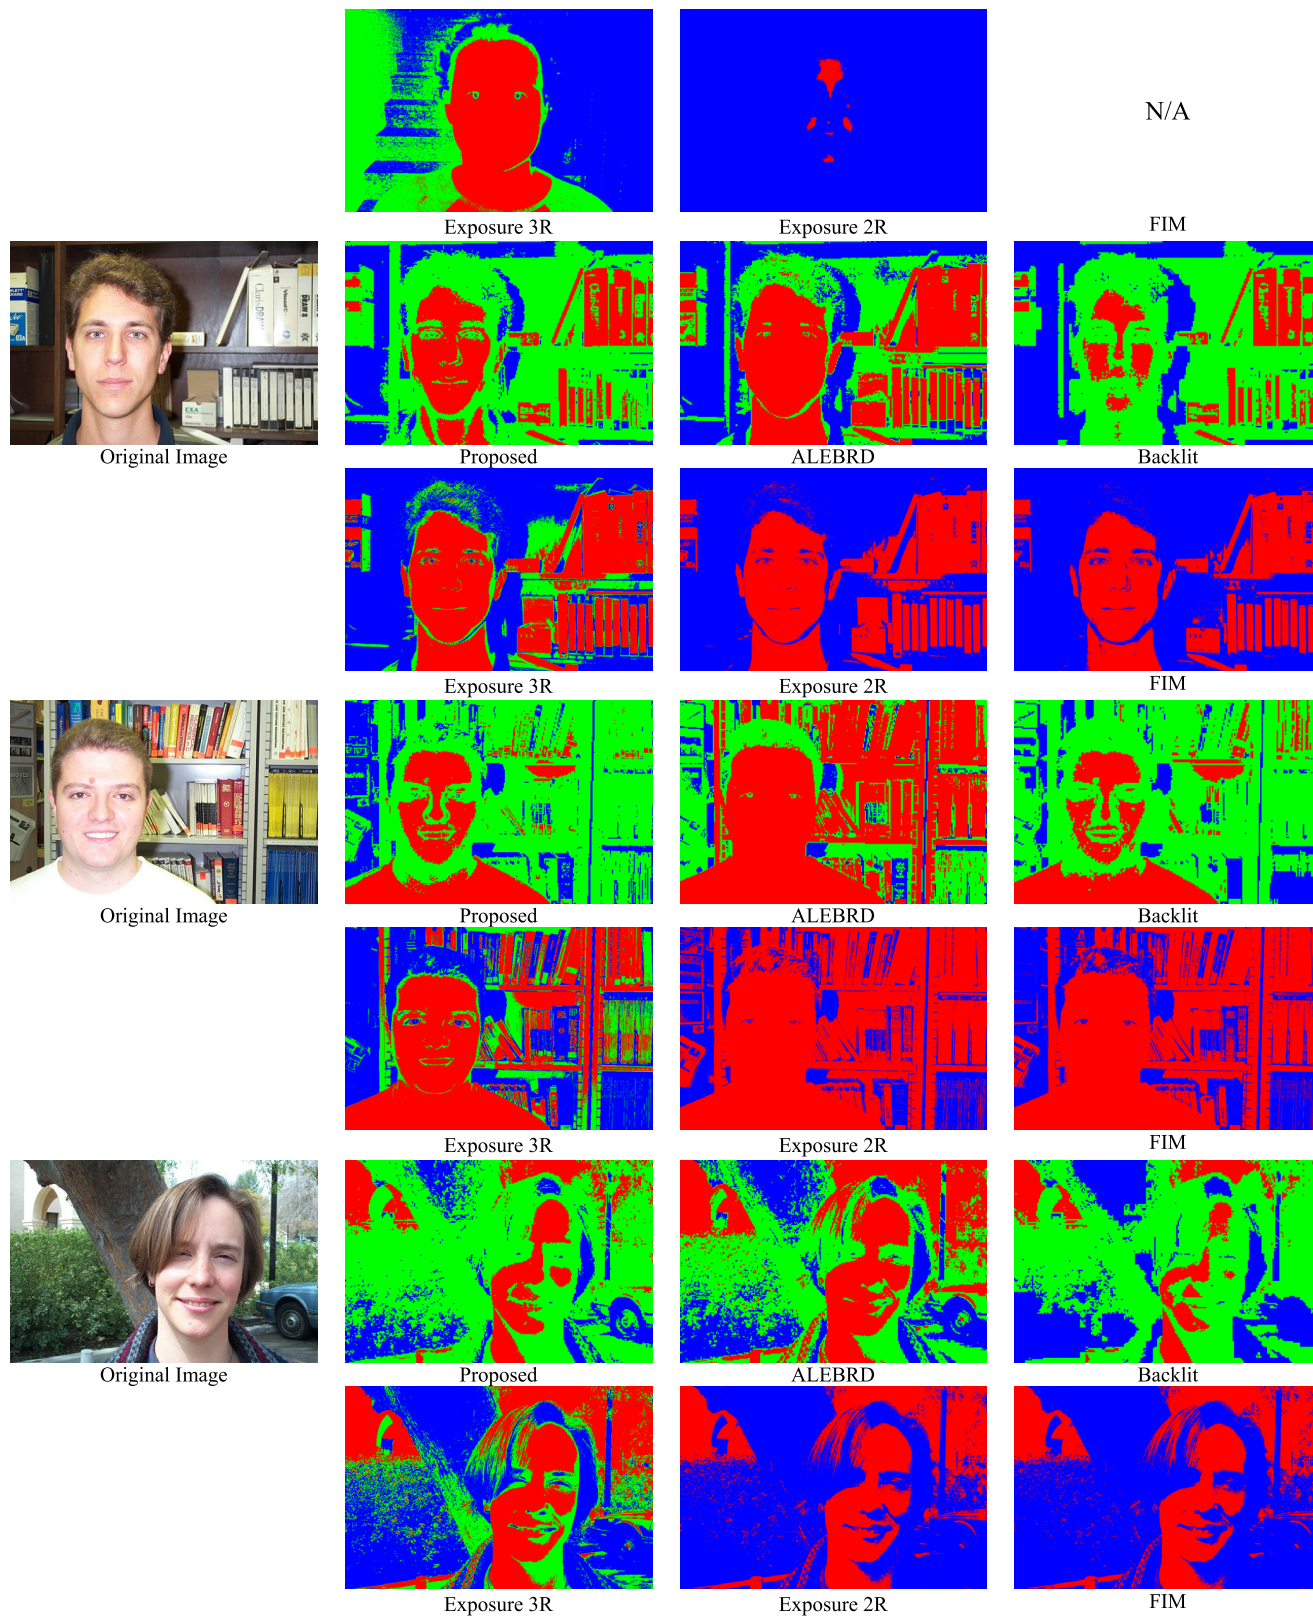 N/A
Exposure 3R
Exposure 2R
FIM
Original Image
Proposed
ALEBRD
Backlit
Exposure 3R
Exposure 2R
FIM
Original Image
Proposed
ALEBRD
Backlit
Exposure 3R
Exposure 2R
FIM
Original Image
Proposed
ALEBRD
Backlit
Exposure 3R
Exposure 2R
FIM